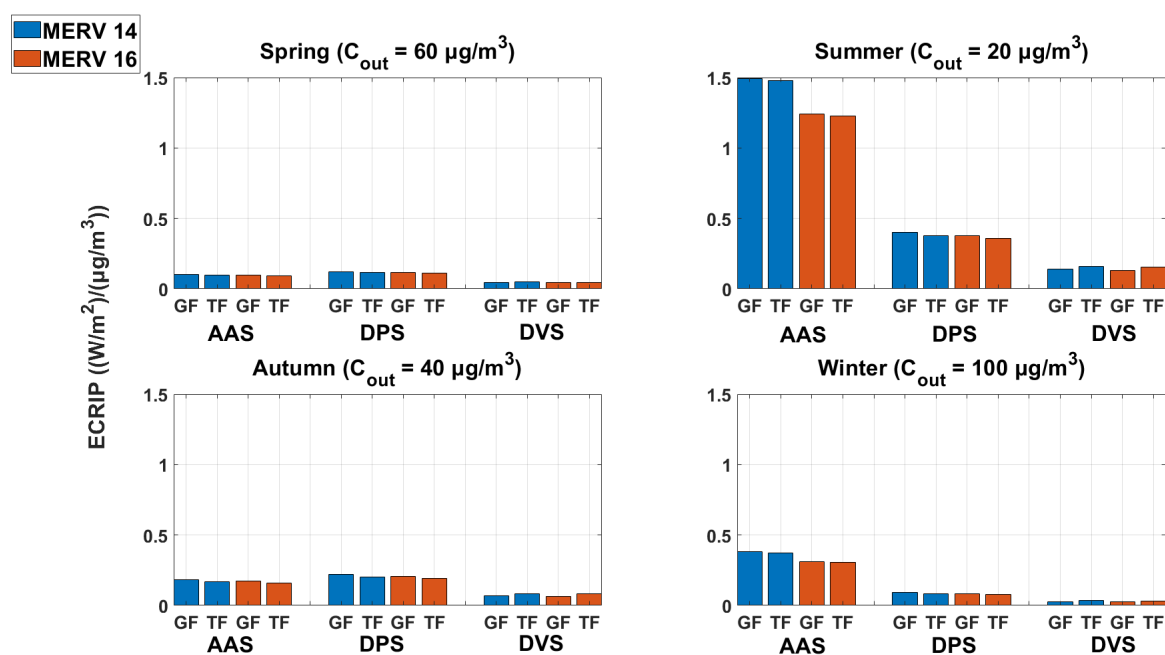 MERV 14
MERV 16
Spring (C_out = 60 µg/m³)
Summer (C_out = 20 µg/m³)
ECRIP ((W/m²)/(µg/m³))
1.5
1
0.5
0
GF TF GF TF GF TF GF TF GF TF GF TF
AAS DPS DVS
1.5
1
0.5
0
GF TF GF TF GF TF GF TF GF TF GF TF
AAS DPS DVS
Autumn (C_out = 40 µg/m³)
Winter (C_out = 100 µg/m³)
1.5
1
0.5
0
GF TF GF TF GF TF GF TF GF TF GF TF
AAS DPS DVS
1.5
1
0.5
0
GF TF GF TF GF TF GF TF GF TF GF TF
AAS DPS DVS